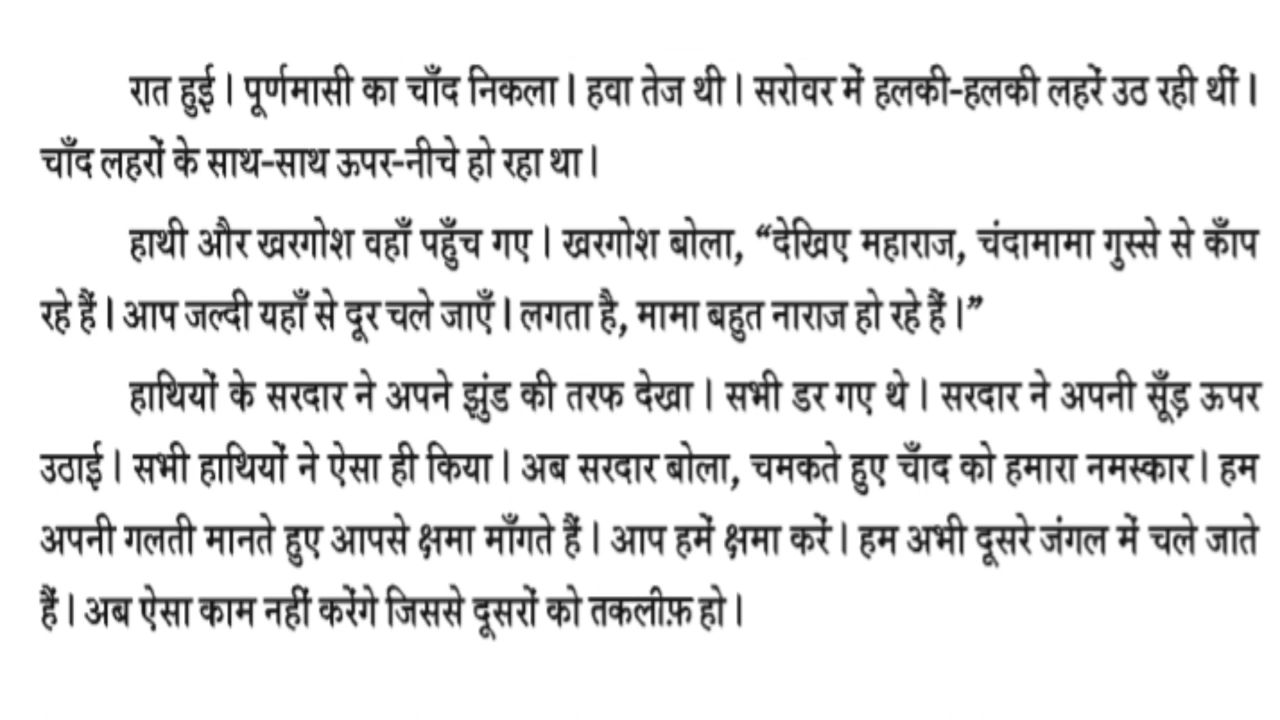 रात हुई। पूर्णमासी का चाँद निकला। हवा तेज थी। सरोवर में हलकी-हलकी लहरें उठ रही थीं।
चाँद लहरों के साथ-साथ ऊपर-नीचे हो रहा था।
हाथी और खरगोश वहाँ पहुँच गए। खरगोश बोला, “देखिए महाराज, चंदामामा गुस्से से काँप
रहे हैं। आप जल्दी यहाँ से दूर चले जाएँ। लगता है, मामा बहुत नाराज हो रहे हैं।”
हाथियों के सरदार ने अपने झुंड की तरफ देखा। सभी डर गए थे। सरदार ने अपनी सूँड़ ऊपर
उठाई। सभी हाथियों ने ऐसा ही किया। अब सरदार बोला, चमकते हुए चाँद को हमारा नमस्कार। हम
अपनी गलती मानते हुए आपसे क्षमा माँगते हैं। आप हमें क्षमा करें। हम अभी दूसरे जंगल में चले जाते
हैं। अब ऐसा काम नहीं करेंगे जिससे दूसरों को तकलीफ़ हो।